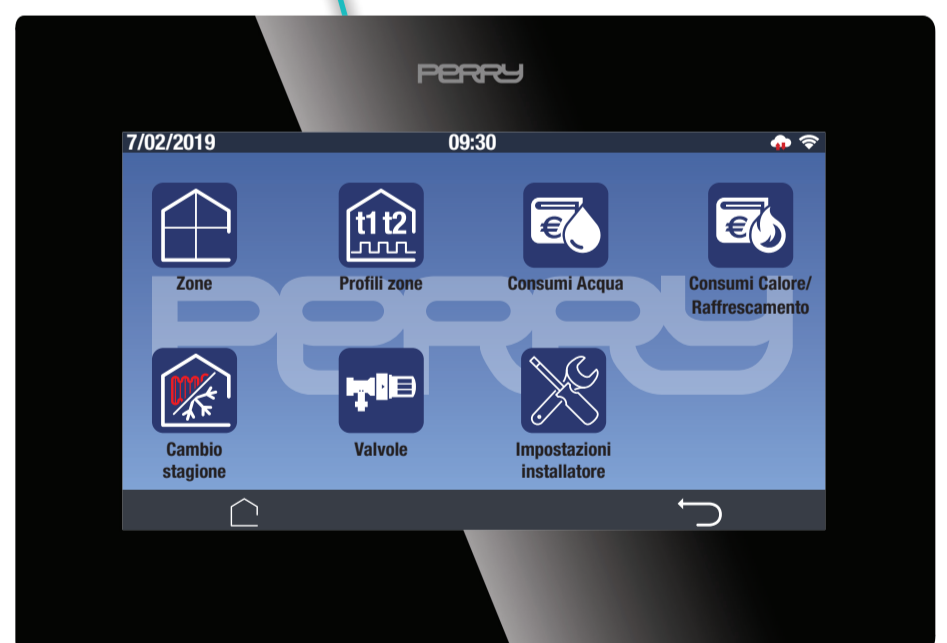 PERRY
7/02/2019 09:30
t1 t2
€
€
Zone Profili zone Consumi Acqua Consumi Calore/
Raffrescamento
PERRY
Cambio
stagione
Valvole
Impostazioni
installatore